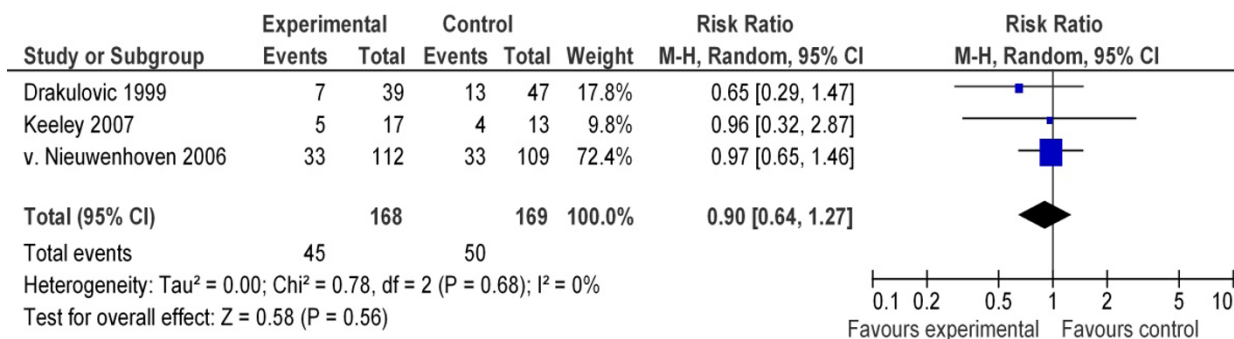 Experimental Control Risk Ratio Risk Ratio
Study or Subgroup Events Total Events Total Weight M-H, Random, 95% CI M-H, Random, 95% CI
Drakulovic 1999 7 39 13 47 17.8% 0.65 [0.29, 1.47]
Keeley 2007 5 17 4 13 9.8% 0.96 [0.32, 2.87]
v. Nieuwenhoven 2006 33 112 33 109 72.4% 0.97 [0.65, 1.46]
Total (95% CI) 168 169 100.0% 0.90 [0.64, 1.27]
Total events 45 50
Heterogeneity: Tau² = 0.00; Chi² = 0.78, df = 2 (P = 0.68); I² = 0%
Test for overall effect: Z = 0.58 (P = 0.56)
0.1 0.2 0.5 1 2 5 10
Favours experimental Favours control